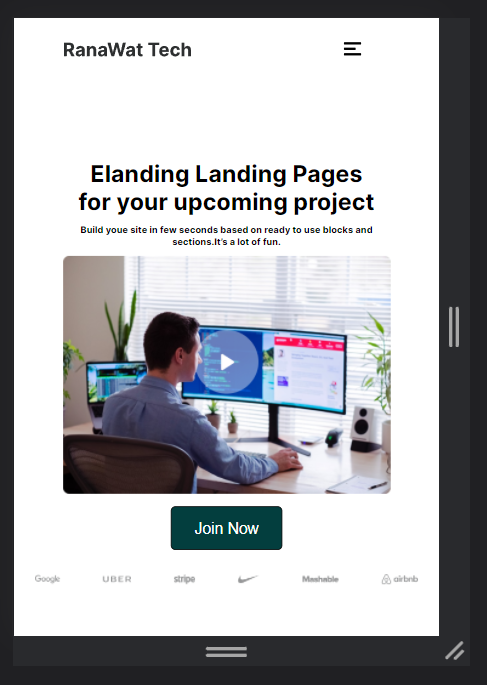 RanaWat Tech
Elanding Landing Pages
for your upcoming project
Build youe site in few seconds based on ready to use blocks and
sections.It's a lot of fun.
Join Now
Google UBER stripe Mashable airbnb